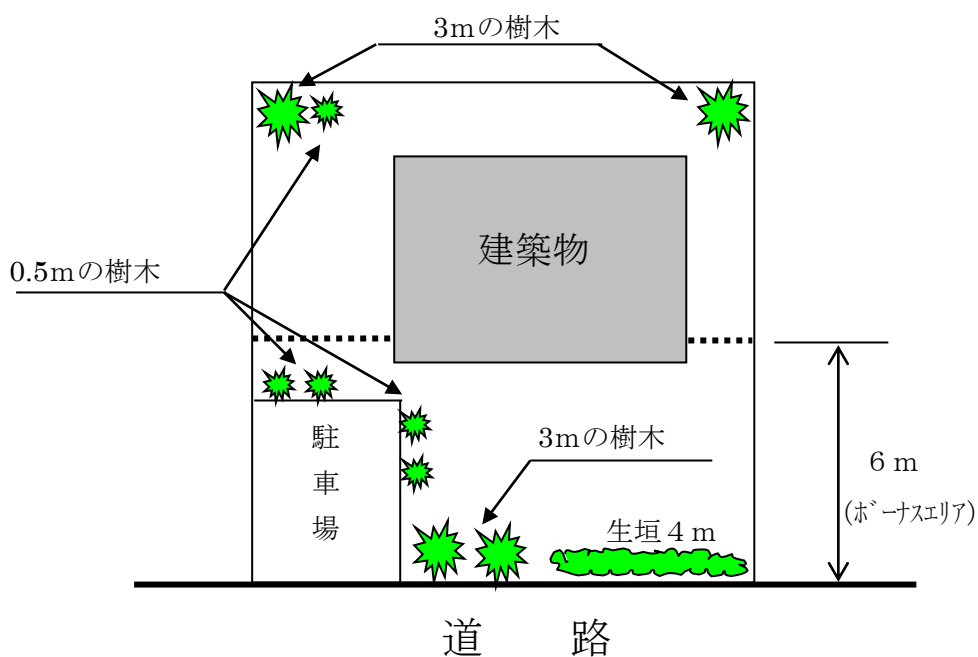 3mの樹木
建築物
0.5mの樹木
駐車場
3mの樹木
6m
(ボーナスエリア)
生垣4m
道路